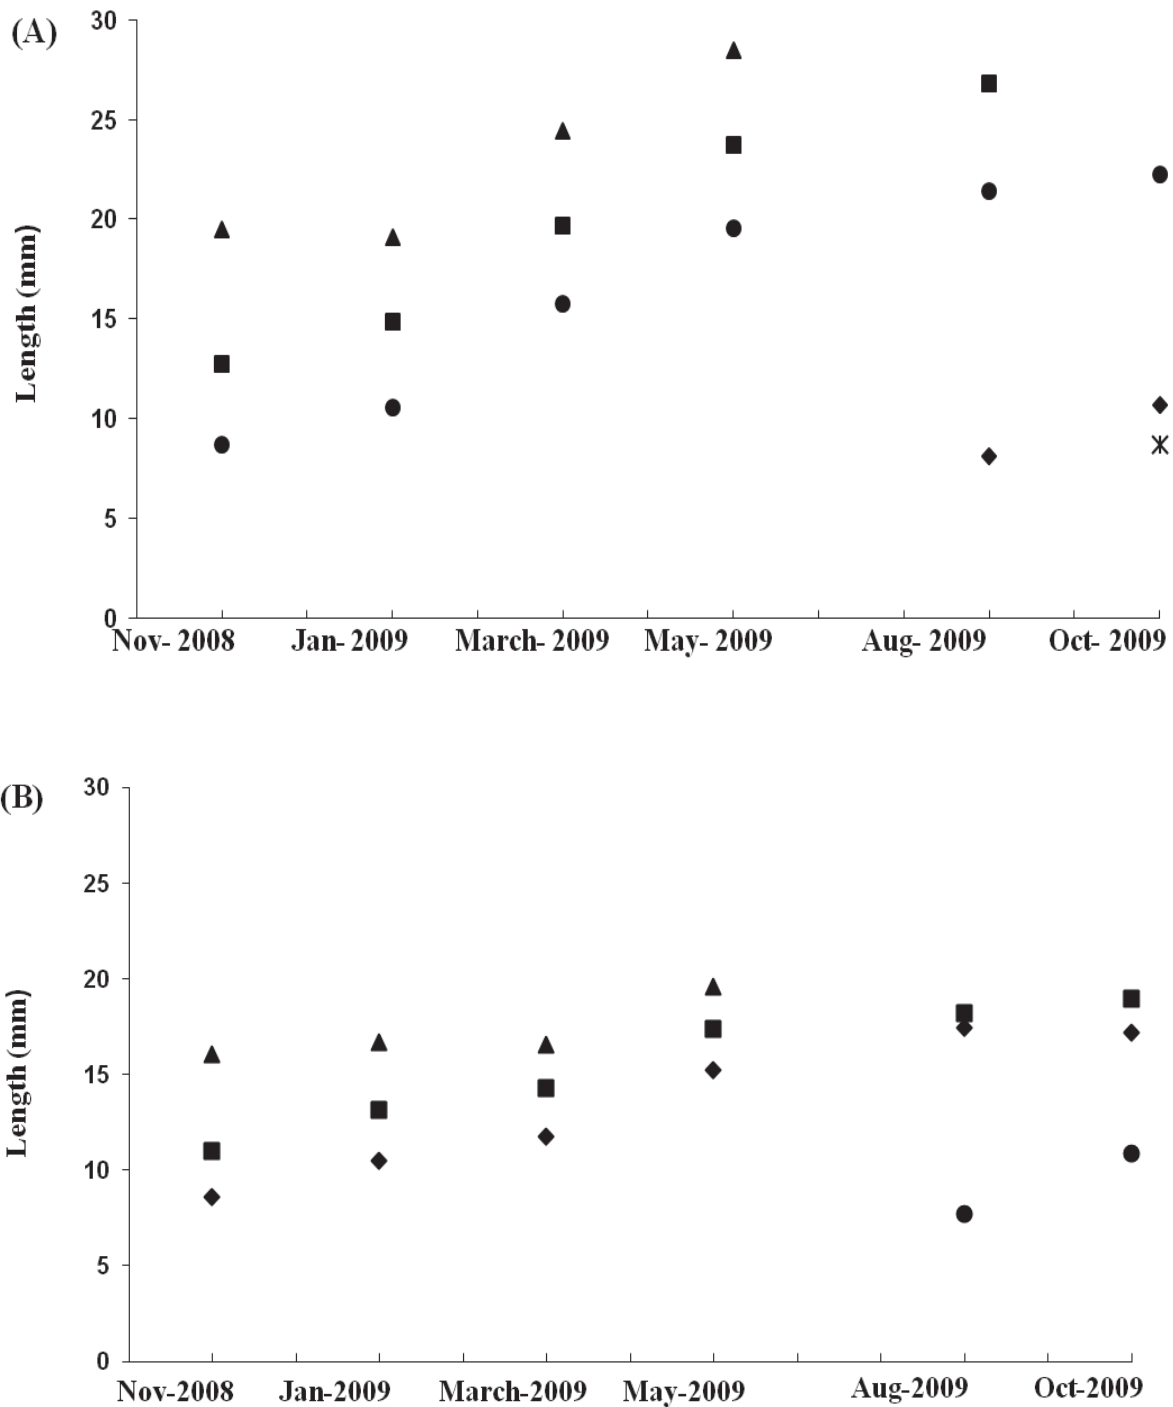 (A)
30
25
20
15
10
5
0
Length (mm)
Nov- 2008 Jan- 2009 March- 2009 May- 2009 Aug- 2009 Oct- 2009
(B)
30
25
20
15
10
5
0
Length (mm)
Nov-2008 Jan-2009 March-2009 May-2009 Aug-2009 Oct-2009